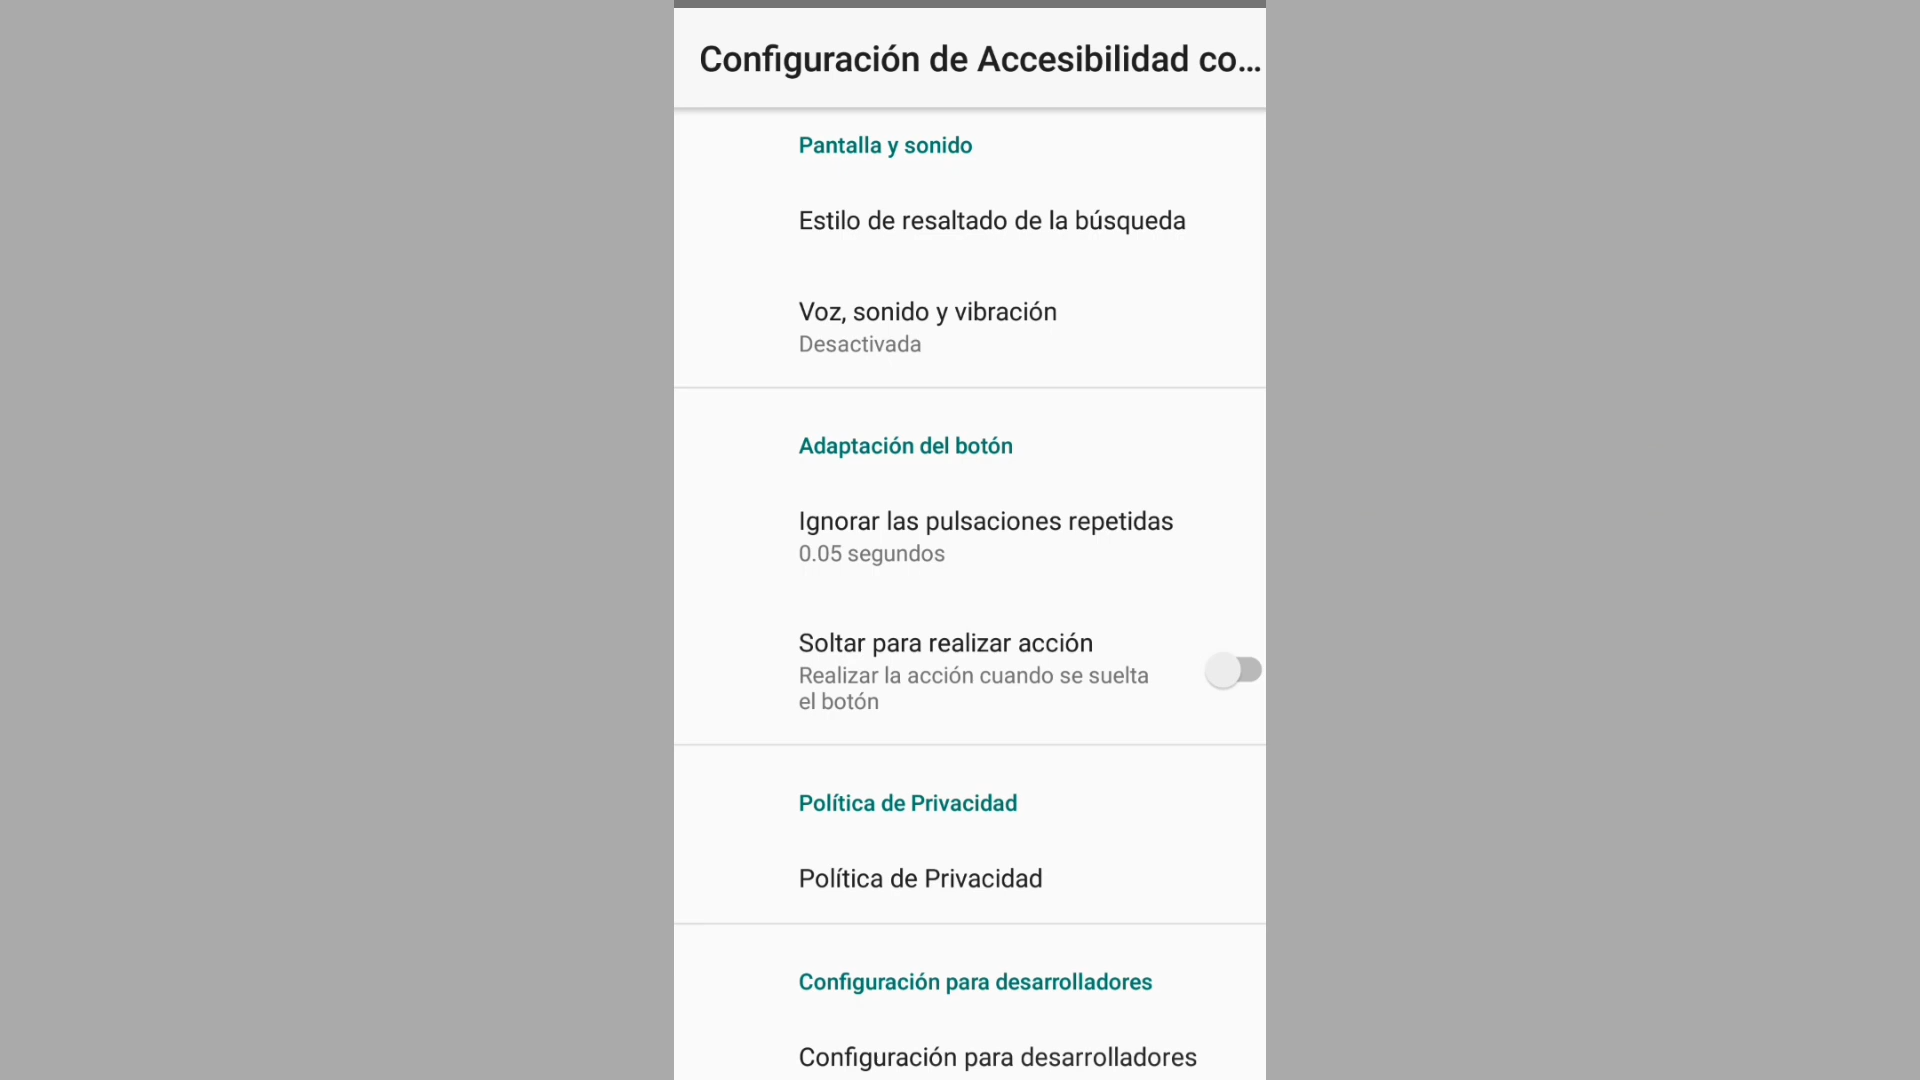 Configuración de Accesibilidad co...
Pantalla y sonido
Estilo de resaltado de la búsqueda
Voz, sonido y vibración
Desactivada
Adaptación del botón
Ignorar las pulsaciones repetidas
0.05 segundos
Soltar para realizar acción
Realizar la acción cuando se suelta
el botón
Política de Privacidad
Política de Privacidad
Configuración para desarrolladores
Configuración para desarrolladores